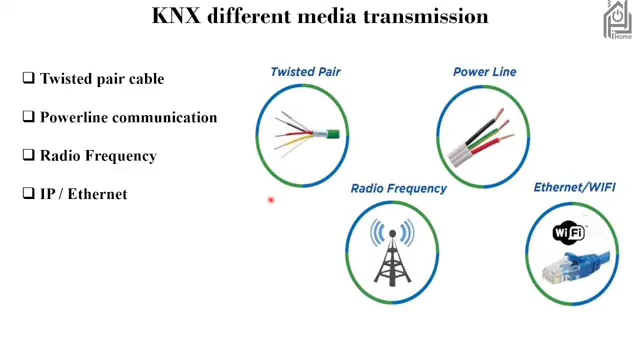 KNX different media transmission
iHome
Twisted pair cable
Powerline communication
Radio Frequency
IP / Ethernet
Twisted Pair
Power Line
Radio Frequency
Ethernet/WIFI
WiFi